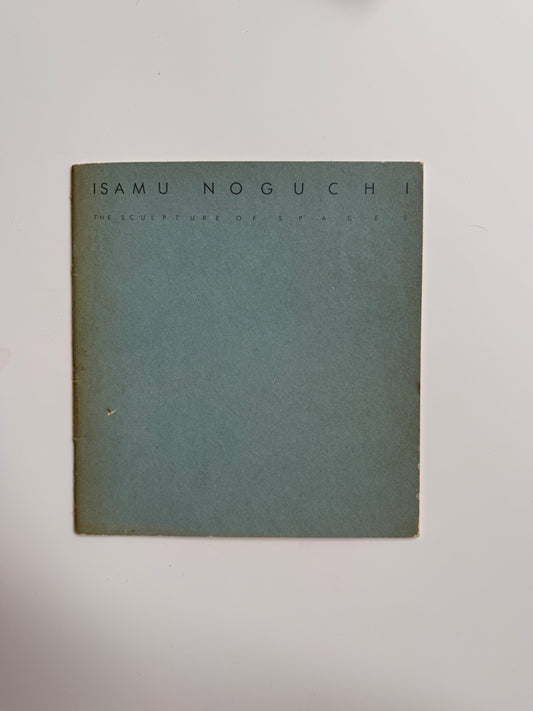 ISAMU NOGUCHI
THE SCULPTURE OF SPACES